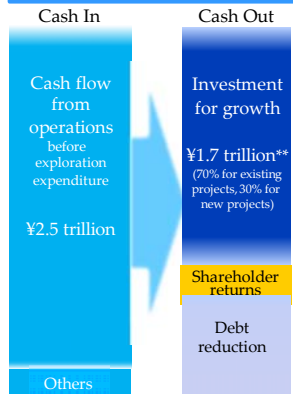 Cash In
Cash flow
from
operations
before
exploration
expenditure
¥2.5 trillion
Others
Cash Out
Investment
for growth
¥1.7 trillion**
(70% for existing
projects, 30% for
new projects)
Shareholder
returns
Debt
reduction